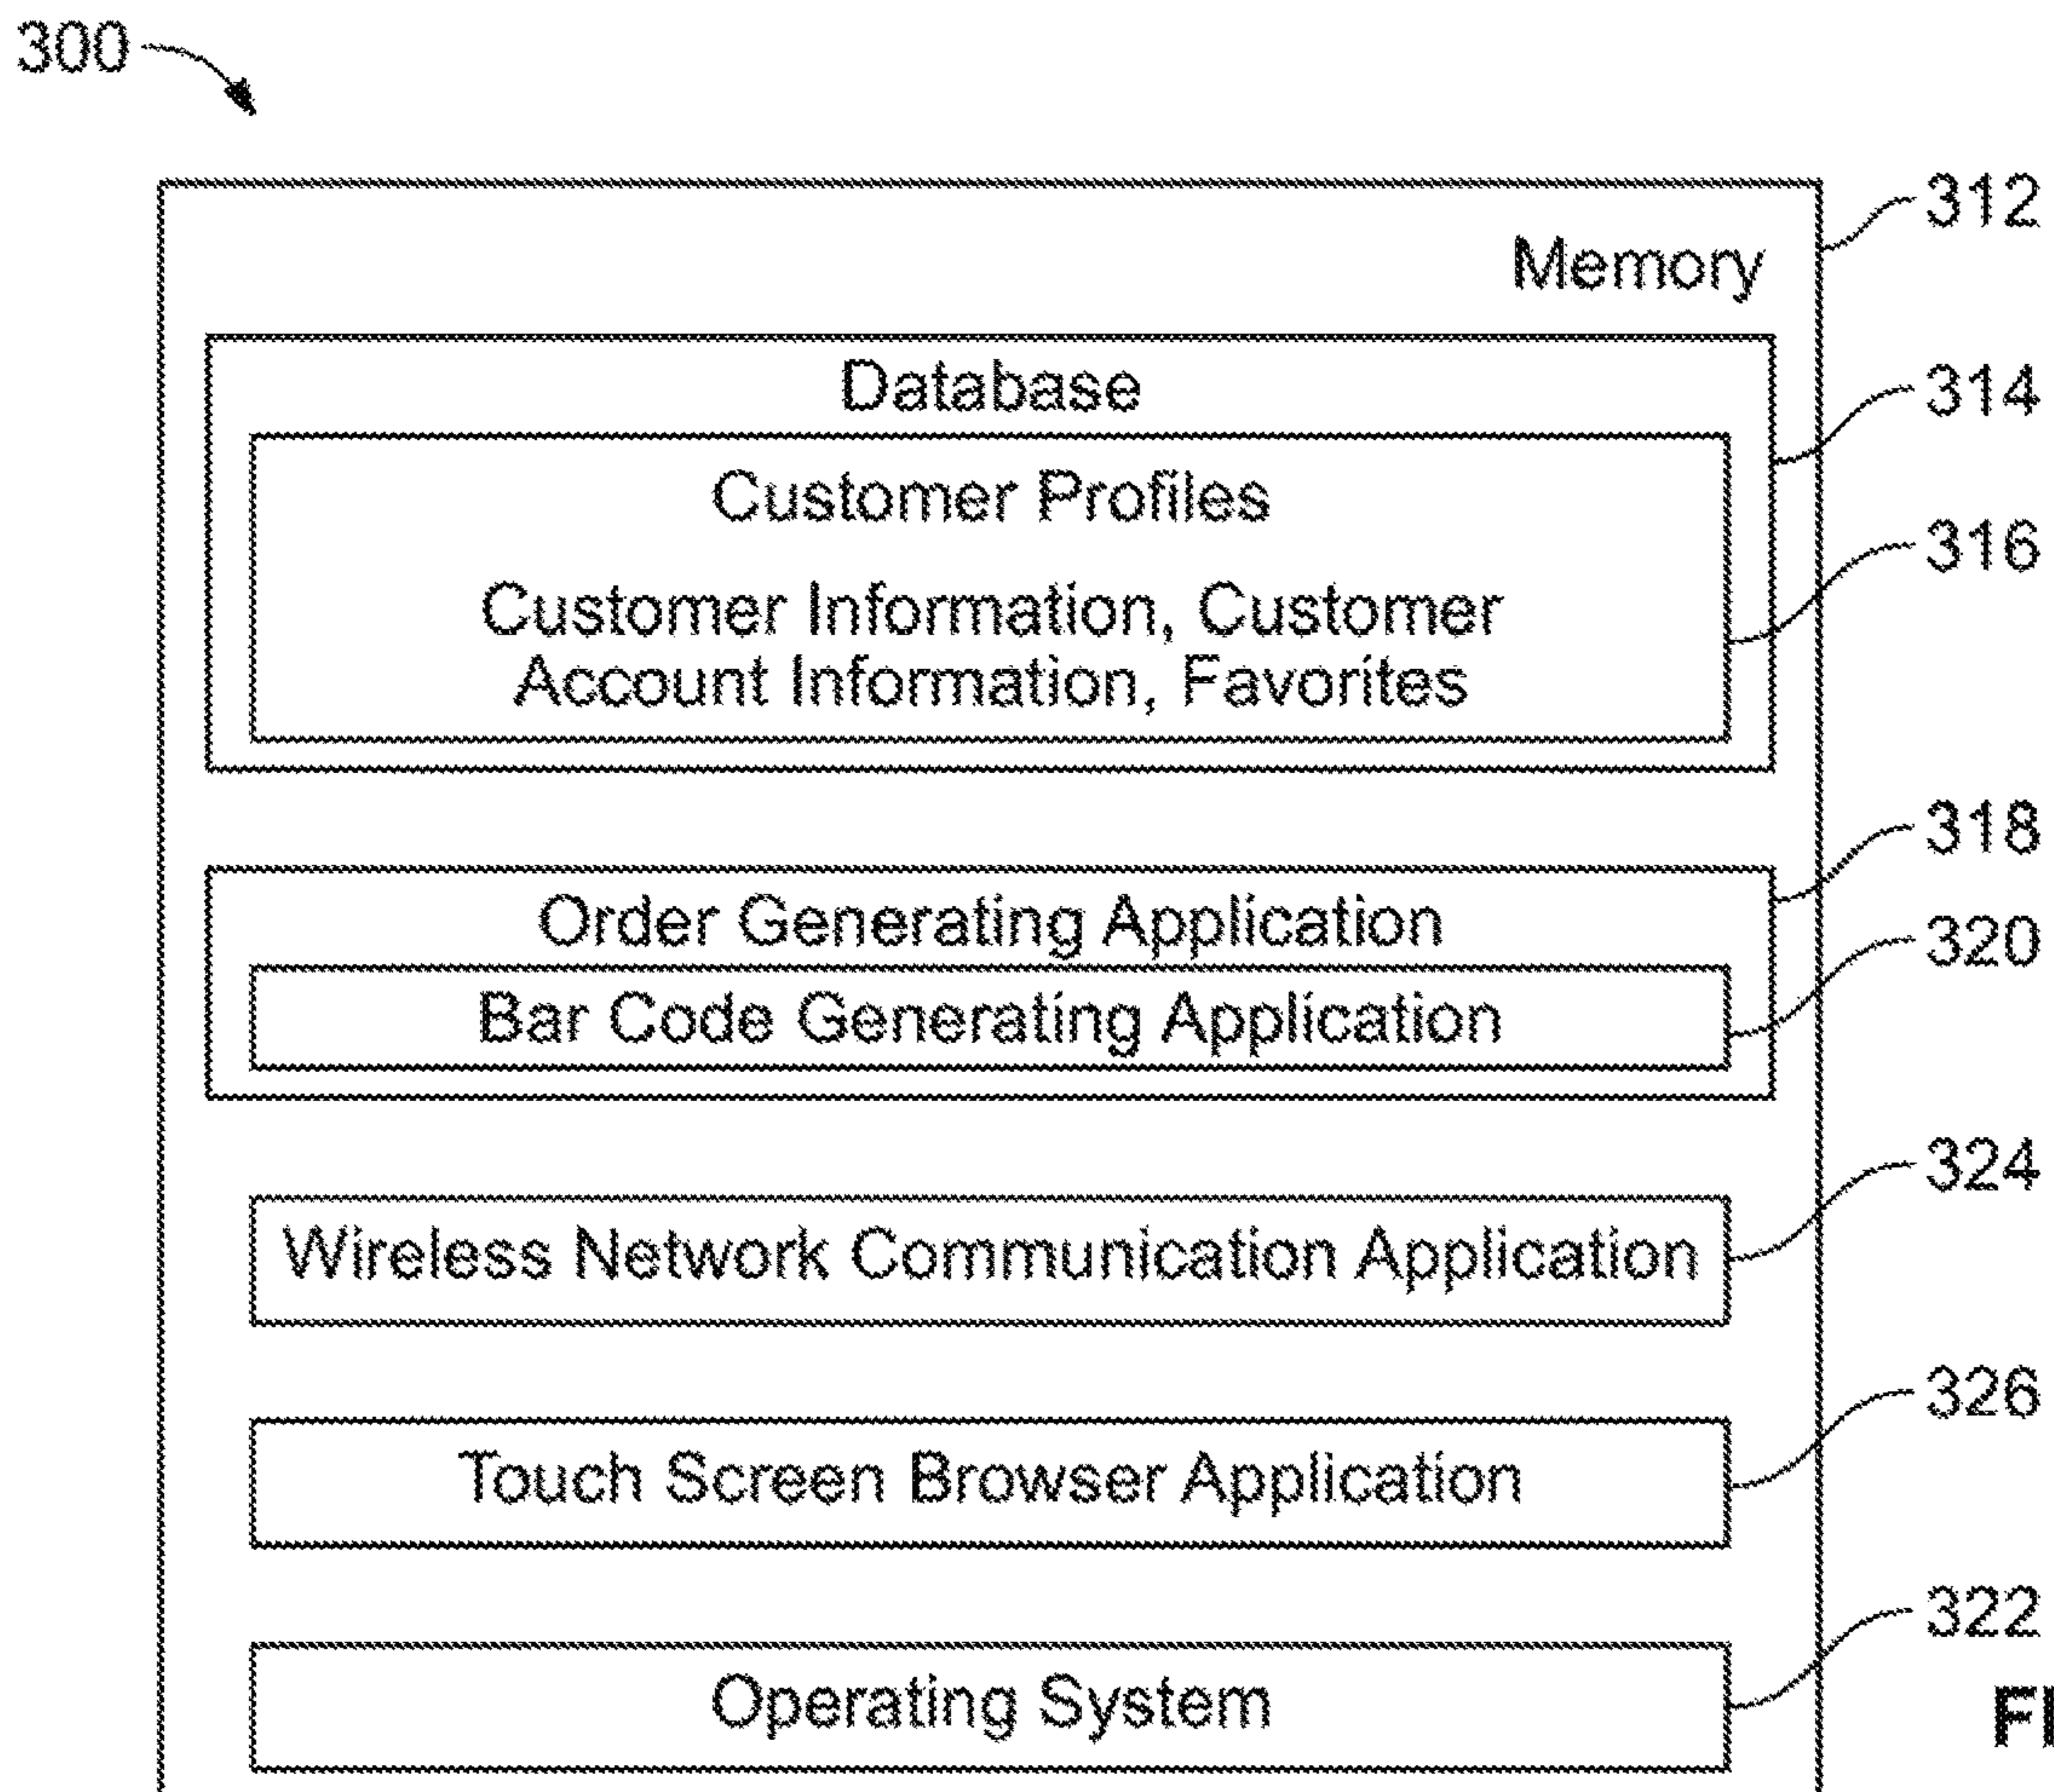 300
312
Memory
314
Database
Customer Profiles
316
Customer Information, Customer
Account Information, Favorites
318
Order Generating Application
320
Bar Code Generating Application
324
Wireless Network Communication Application
326
Touch Screen Browser Application
322
Operating System